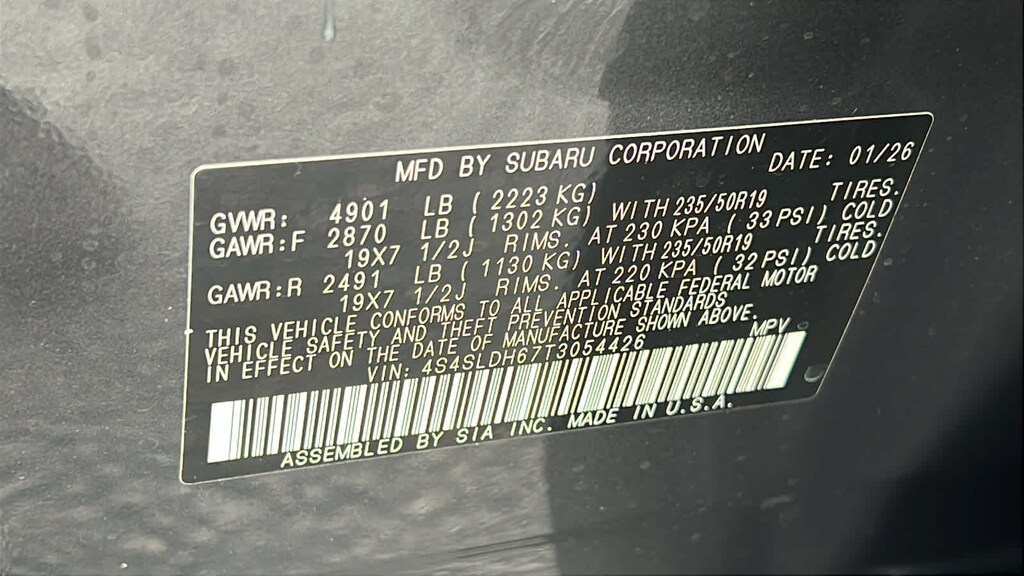 MFD BY SUBARU CORPORATION DATE: 01/26
GVWR: 4901 LB ( 2223 KG)
GAWR:F 2870 LB ( 1302 KG) WITH 235/50R19 TIRES.
19X7 1/2J RIMS. AT 230 KPA ( 33 PSI) COLD
GAWR:R 2491 LB ( 1130 KG) WITH 235/50R19 TIRES.
19X7 1/2J RIMS. AT 220 KPA ( 32 PSI) COLD
THIS VEHICLE CONFORMS TO ALL APPLICABLE FEDERAL MOTOR
VEHICLE SAFETY AND THEFT PREVENTION STANDARDS
IN EFFECT ON THE DATE OF MANUFACTURE SHOWN ABOVE.
VIN: 4S4SLDH67T3054426 MPV
ASSEMBLED BY SIA INC. MADE IN U.S.A.